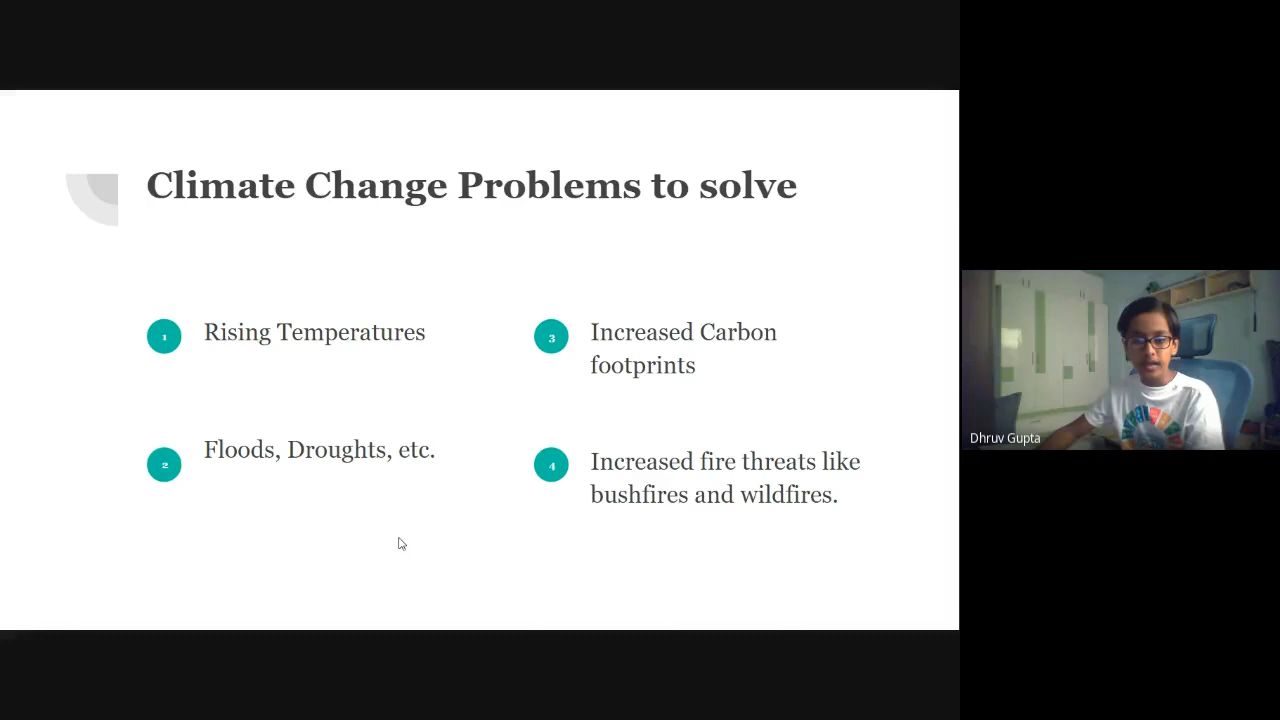 Climate Change Problems to solve
1
Rising Temperatures
2
Floods, Droughts, etc.
3
Increased Carbon
footprints
4
Increased fire threats like
bushfires and wildfires.
Dhruv Gupta